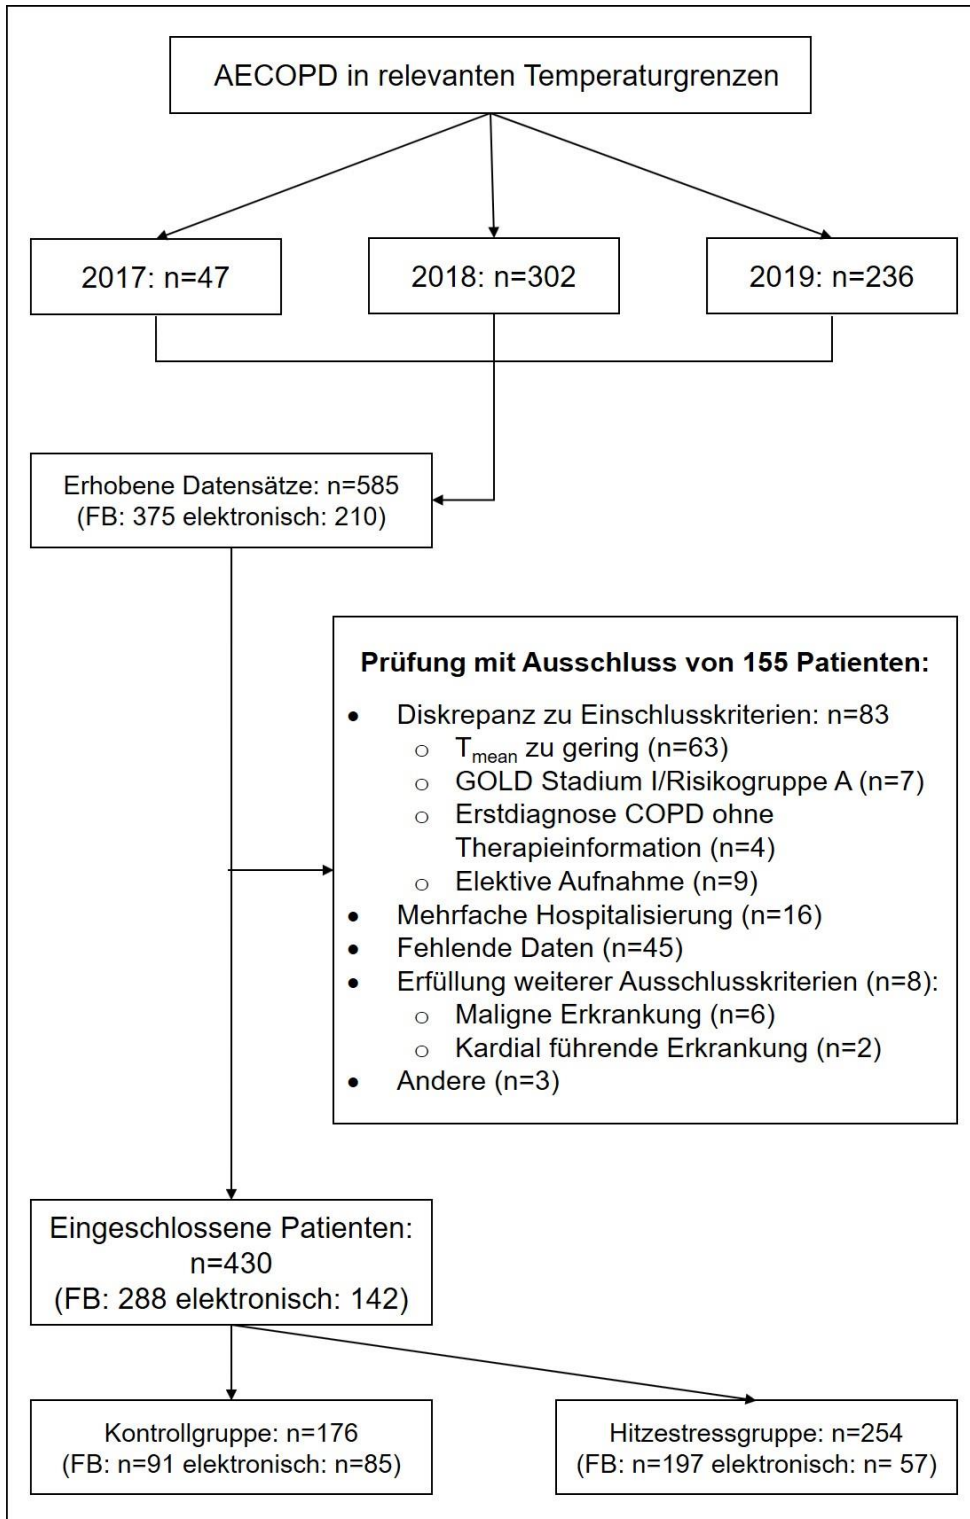 AECOPD in relevanten Temperaturgrenzen
2017: n=47
2018: n=302
2019: n=236
Erhobene Datensätze: n=585
(FB: 375 elektronisch: 210)
Prüfung mit Ausschluss von 155 Patienten:
• Diskrepanz zu Einschlusskriterien: n=83
o Tmean zu gering (n=63)
o GOLD Stadium I/Risikogruppe A (n=7)
o Erstdiagnose COPD ohne
Therapieinformation (n=4)
o Elektive Aufnahme (n=9)
• Mehrfache Hospitalisierung (n=16)
• Fehlende Daten (n=45)
• Erfüllung weiterer Ausschlusskriterien (n=8):
o Maligne Erkrankung (n=6)
o Kardial führende Erkrankung (n=2)
• Andere (n=3)
Eingeschlossene Patienten:
n=430
(FB: 288 elektronisch: 142)
Kontrollgruppe: n=176
(FB: n=91 elektronisch: n=85)
Hitzestressgruppe: n=254
(FB: n=197 elektronisch: n= 57)